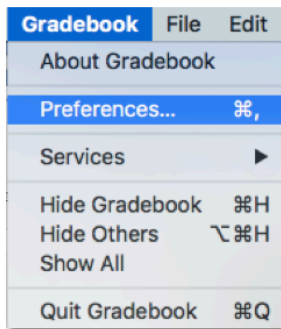 Gradebook File Edit
About Gradebook
Preferences... ⌘,
Services ▶
Hide Gradebook ⌘H
Hide Others ⌥⌘H
Show All
Quit Gradebook ⌘Q